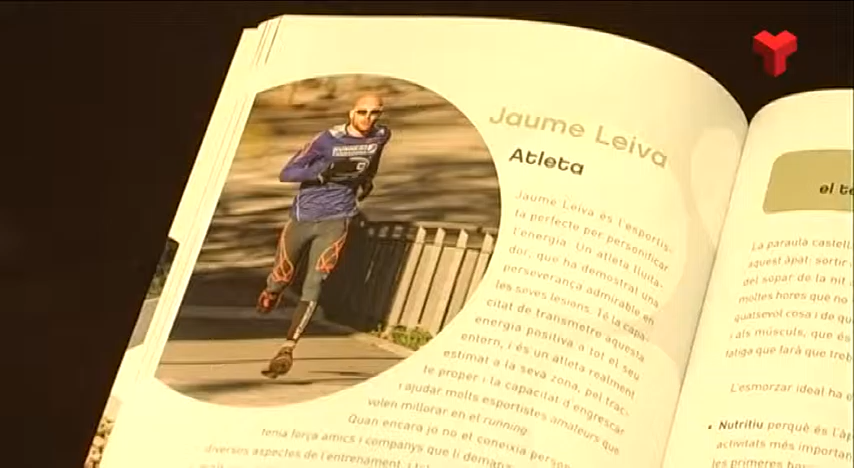 Jaume Leiva
Atleta
Jaume Leiva és l'esportis-
ta perfecte per personificar
l'energia. Un atleta lluita-
dor, que ha demostrat una
perseverança admirable en
les seves lesions. Té la capa-
citat de transmetre aquesta
energia positiva a tot el seu
entorn, i és un atleta realment
estimat a la seva zona, pel trac-
te proper i la capacitat d'engrescar
i ajudar molts esportistes amateurs que
volen millorar en el running.
Quan encara jo no el coneixia personalment,
tenia força amics i companys que li demanaven
diversos aspectes de l'entrenament, i
el te
La paraula castell
aquest àpat: sortir
del sopar de la nit a
moltes hores que no
qualsevol cosa i de qu
als músculs, que és
fatiga quan farà que treb
L'esmorzar ideal ha
• Nutritiu perquè és l'àp
activitats més important
les primeres